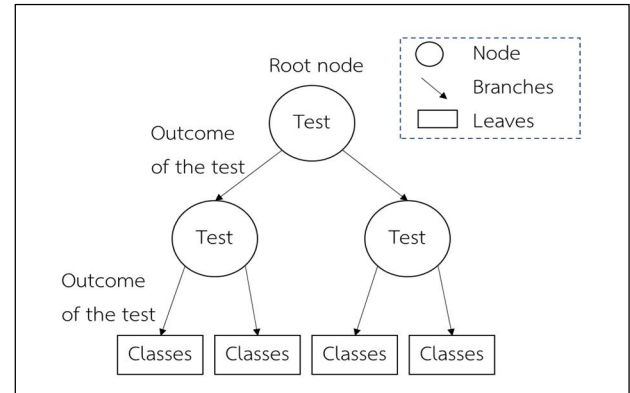 Root node
Node
Branches
Leaves
Test
Outcome
of the test
Test
Test
Outcome
of the test
Classes
Classes
Classes
Classes